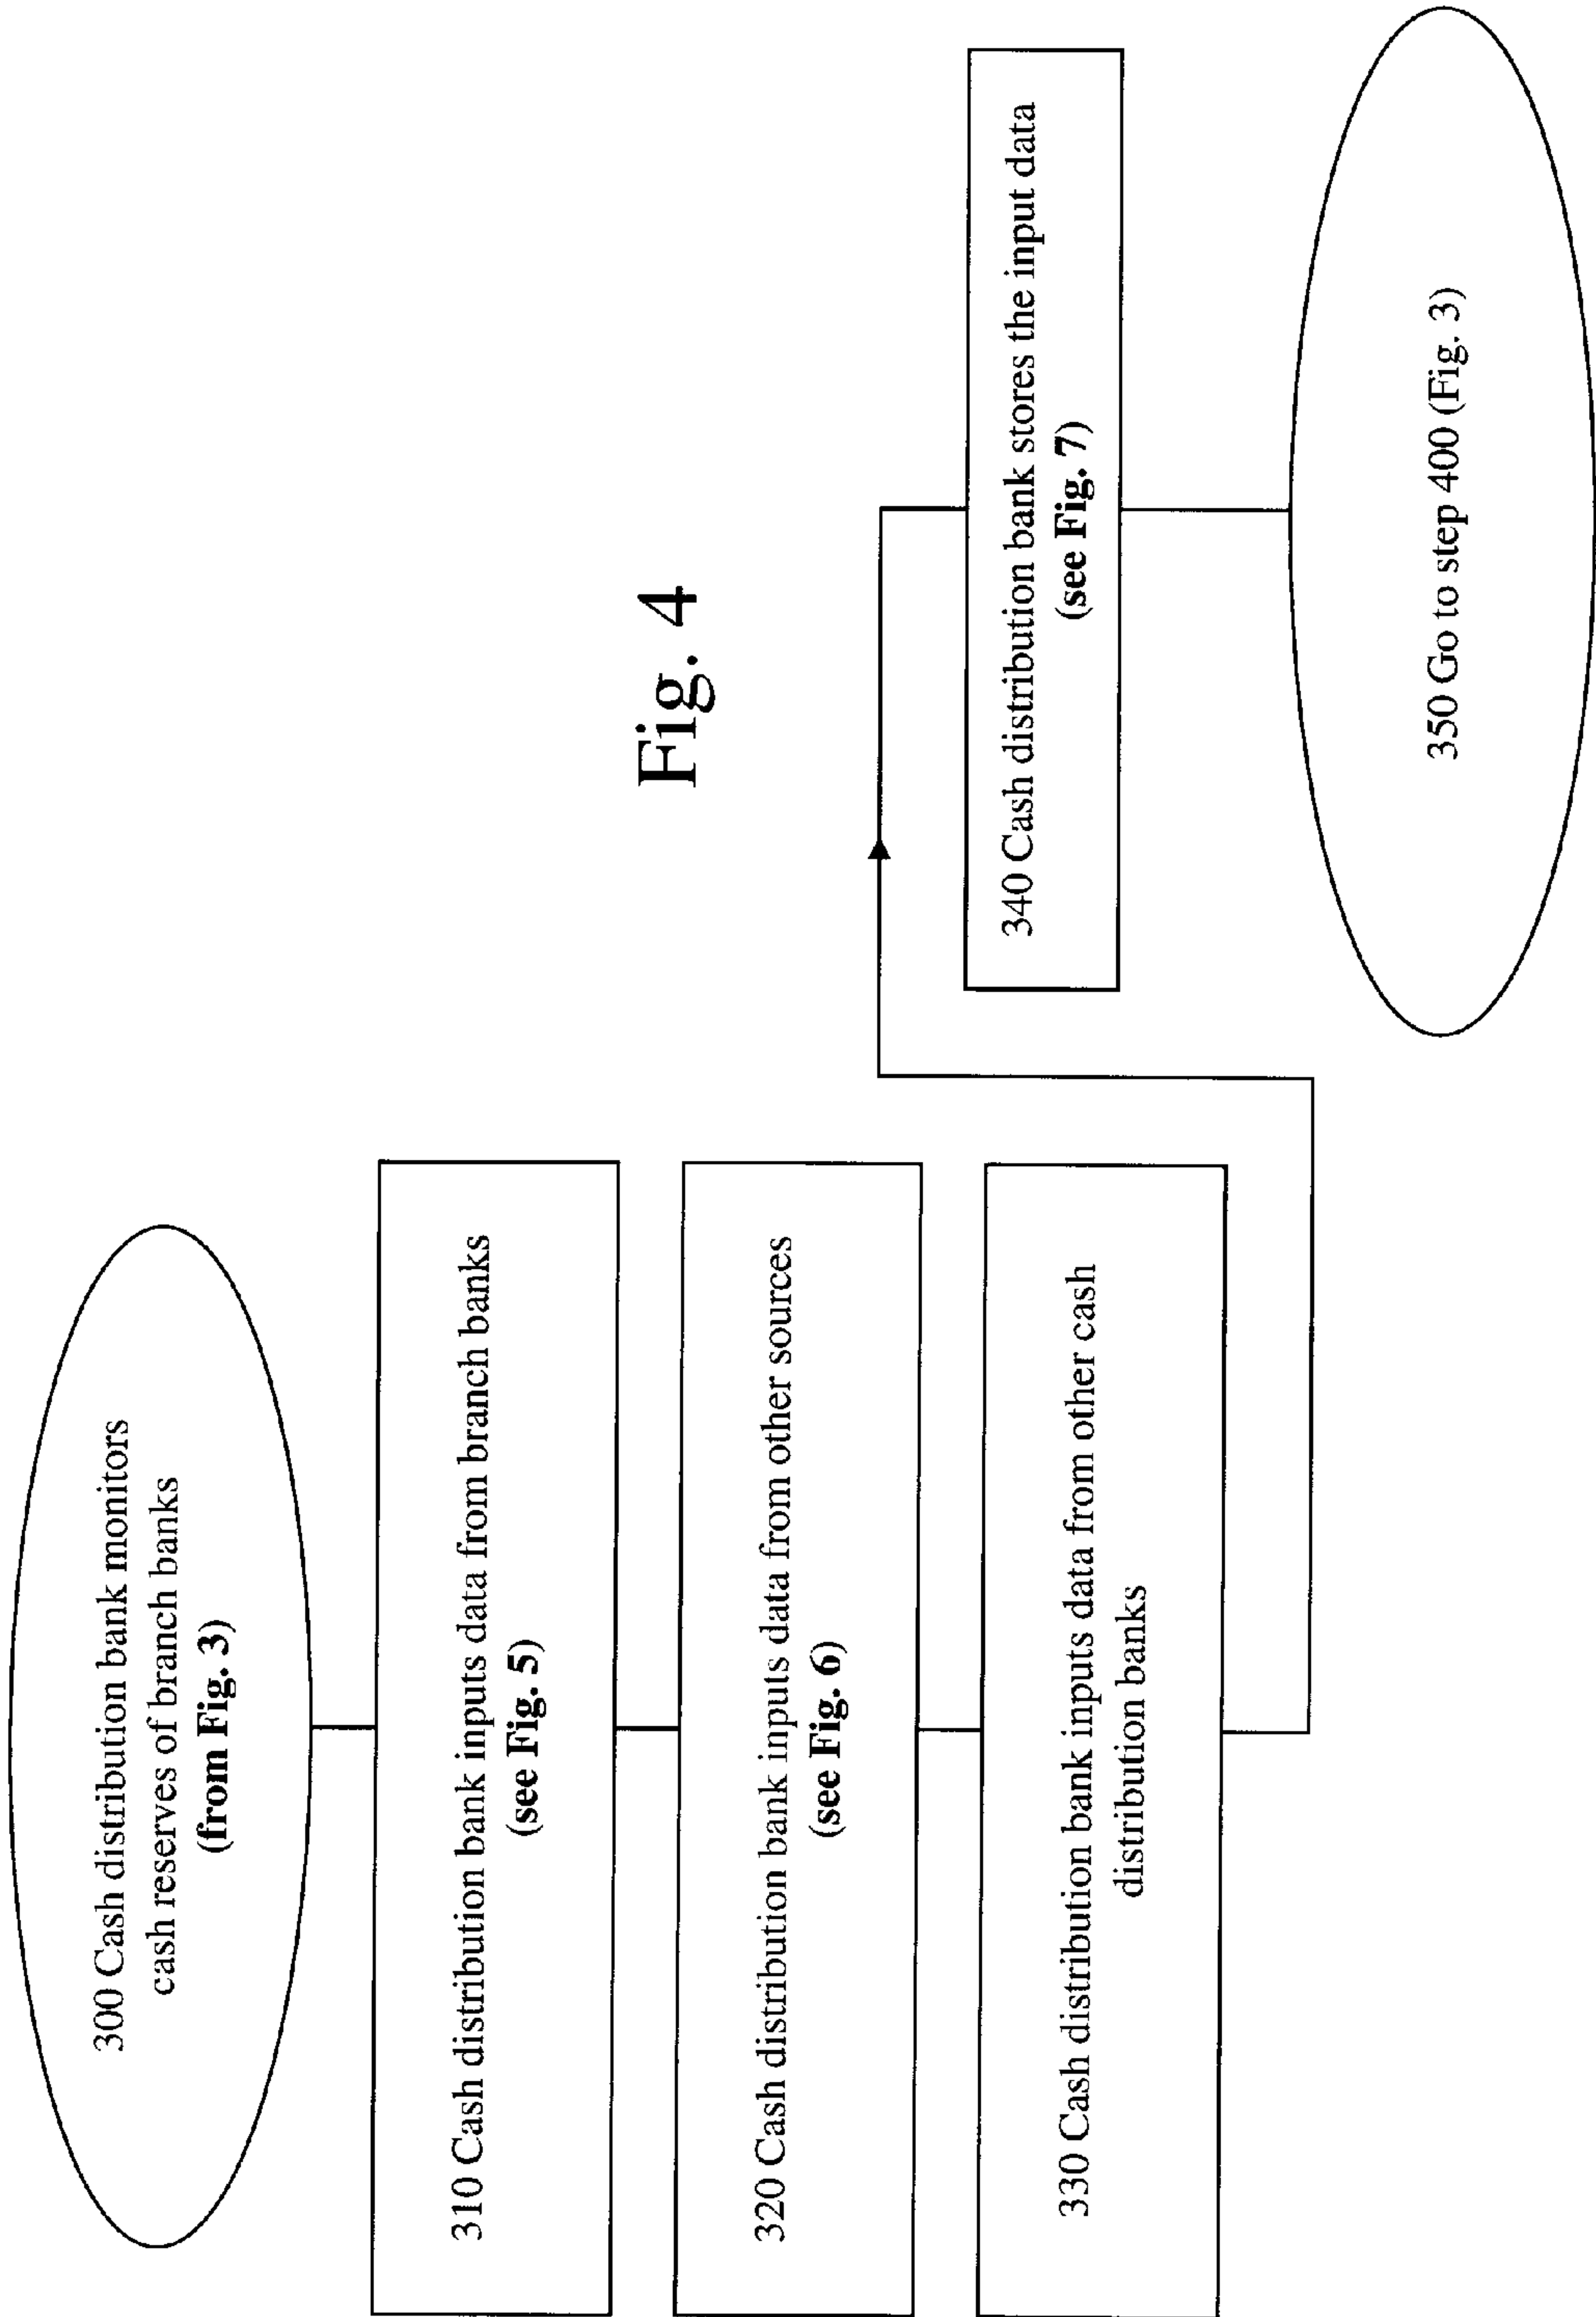 300 Cash distribution bank monitors
cash reserves of branch banks
(from Fig. 3)
310 Cash distribution bank inputs data from branch banks
(see Fig. 5)
320 Cash distribution bank inputs data from other sources
(see Fig. 6)
330 Cash distribution bank inputs data from other cash
distribution banks
Fig. 4
340 Cash distribution bank stores the input data
(see Fig. 7)
350 Go to step 400 (Fig. 3)